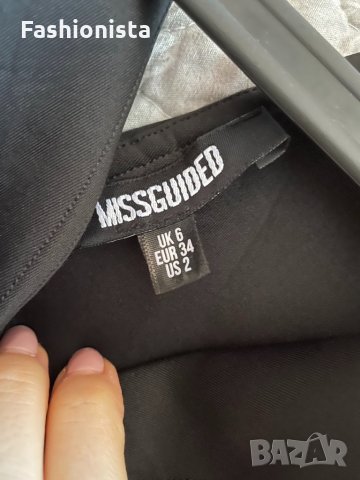 Fashionista
MISSGUIDED
UK 6
EUR 34
US 2
BAZAR